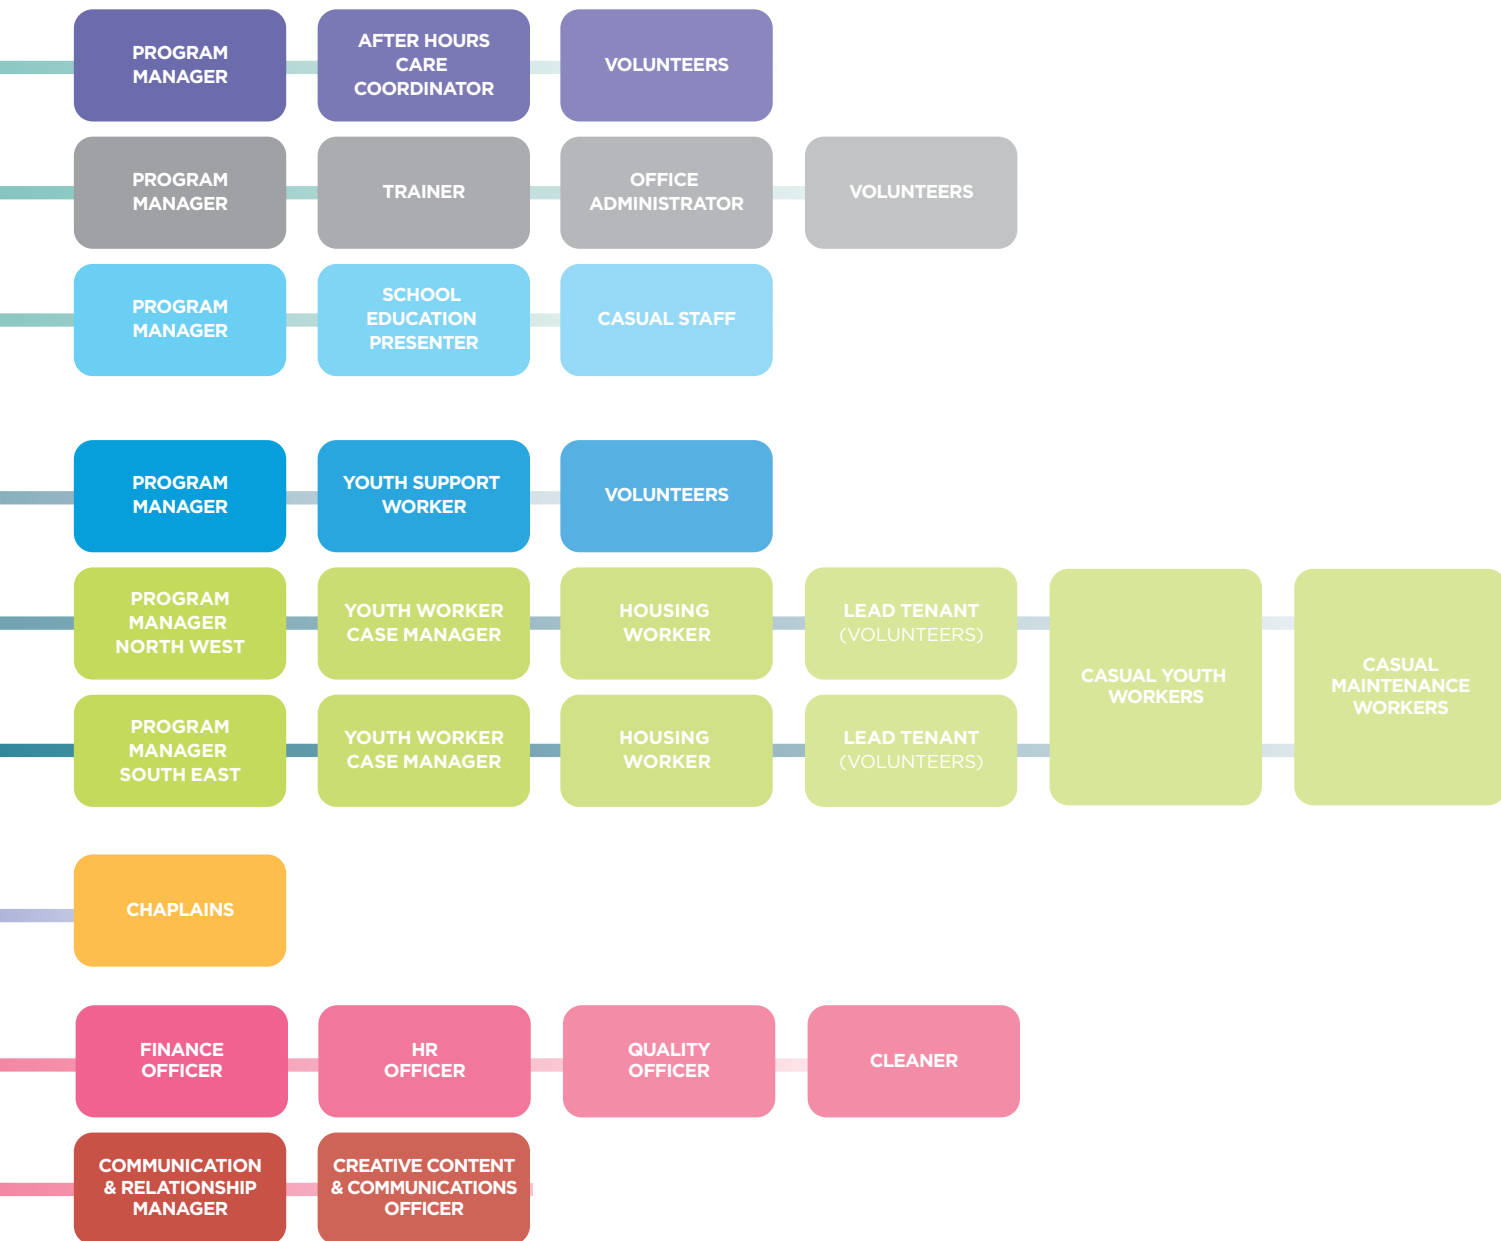 PROGRAM
MANAGER
AFTER HOURS
CARE
COORDINATOR
VOLUNTEERS
PROGRAM
MANAGER
TRAINER
OFFICE
ADMINISTRATOR
VOLUNTEERS
PROGRAM
MANAGER
SCHOOL
EDUCATION
PRESENTER
CASUAL STAFF
PROGRAM
MANAGER
YOUTH SUPPORT
WORKER
VOLUNTEERS
PROGRAM
MANAGER
NORTH WEST
YOUTH WORKER
CASE MANAGER
HOUSING
WORKER
LEAD TENANT
(VOLUNTEERS)
CASUAL YOUTH
WORKERS
CASUAL
MAINTENANCE
WORKERS
PROGRAM
MANAGER
SOUTH EAST
YOUTH WORKER
CASE MANAGER
HOUSING
WORKER
LEAD TENANT
(VOLUNTEERS)
CHAPLAINS
FINANCE
OFFICER
HR
OFFICER
QUALITY
OFFICER
CLEANER
COMMUNICATION
& RELATIONSHIP
MANAGER
CREATIVE CONTENT
& COMMUNICATIONS
OFFICER